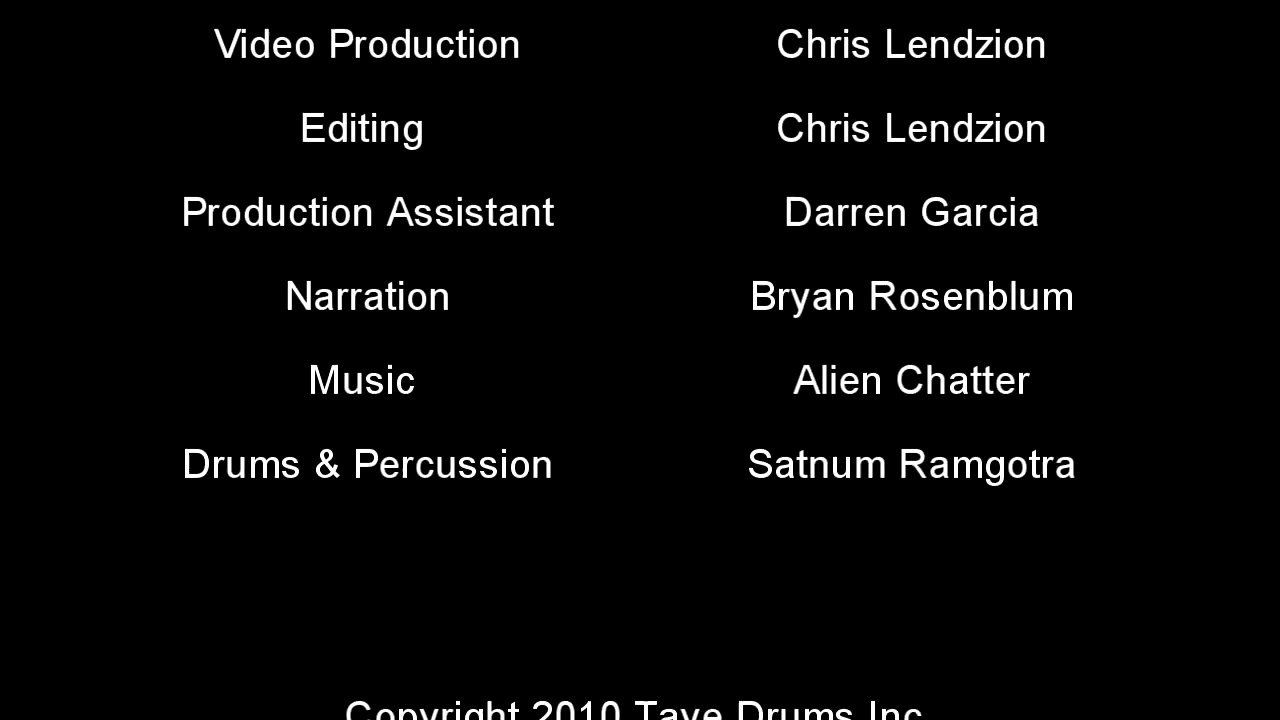 Video Production Chris Lendzion
Editing Chris Lendzion
Production Assistant Darren Garcia
Narration Bryan Rosenblum
Music Alien Chatter
Drums & Percussion Satnum Ramgotra
Copyright 2010 Taye Drums Inc